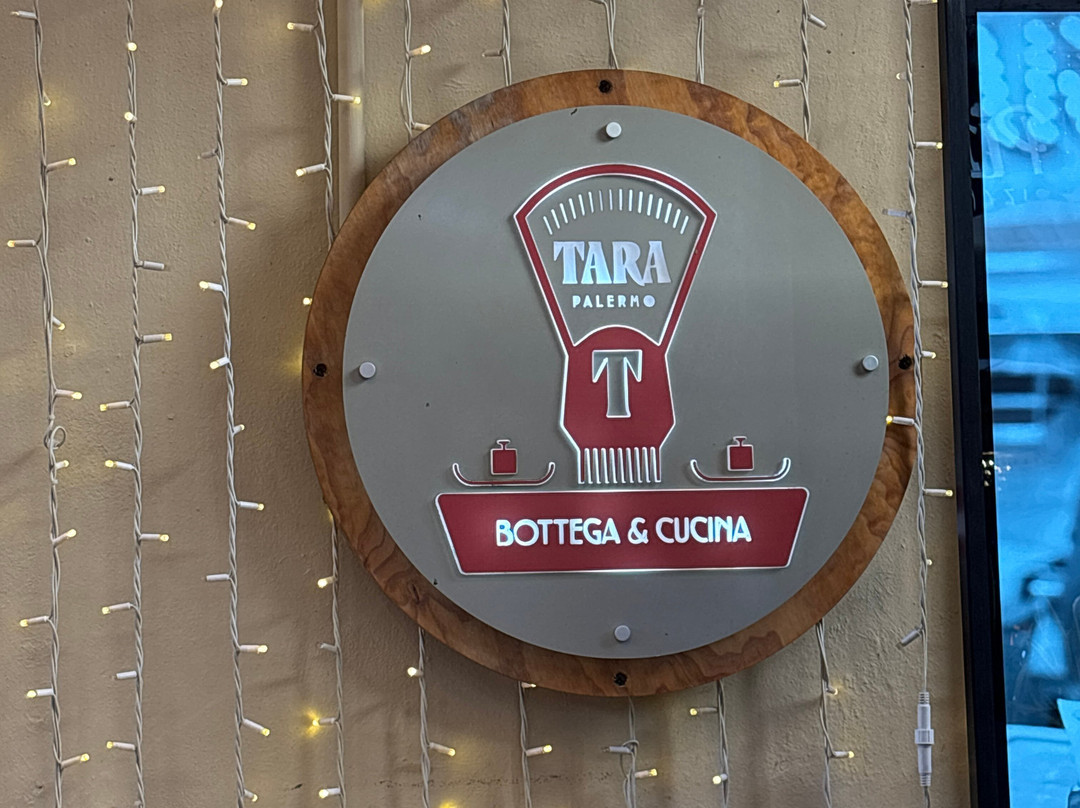 TARA
PALERMO
T
BOTTEGA & CUCINA